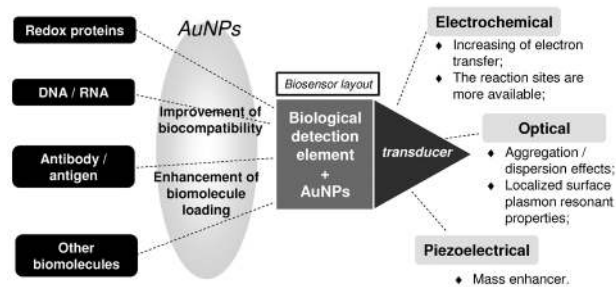 Redox proteins
DNA / RNA
Antibody /
antigen
Other
biomolecules
AuNPs
Improvement of
biocompatibility
Enhancement of
biomolecule
loading
Biosensor layout
Biological
detection
element
+
AuNPs
transducer
Electrochemical
♦ Increasing of electron
transfer;
♦ The reaction sites are
more available;
Optical
♦ Aggregation /
dispersion effects;
♦ Localized surface
plasmon resonant
properties;
Piezoelectrical
♦ Mass enhancer.